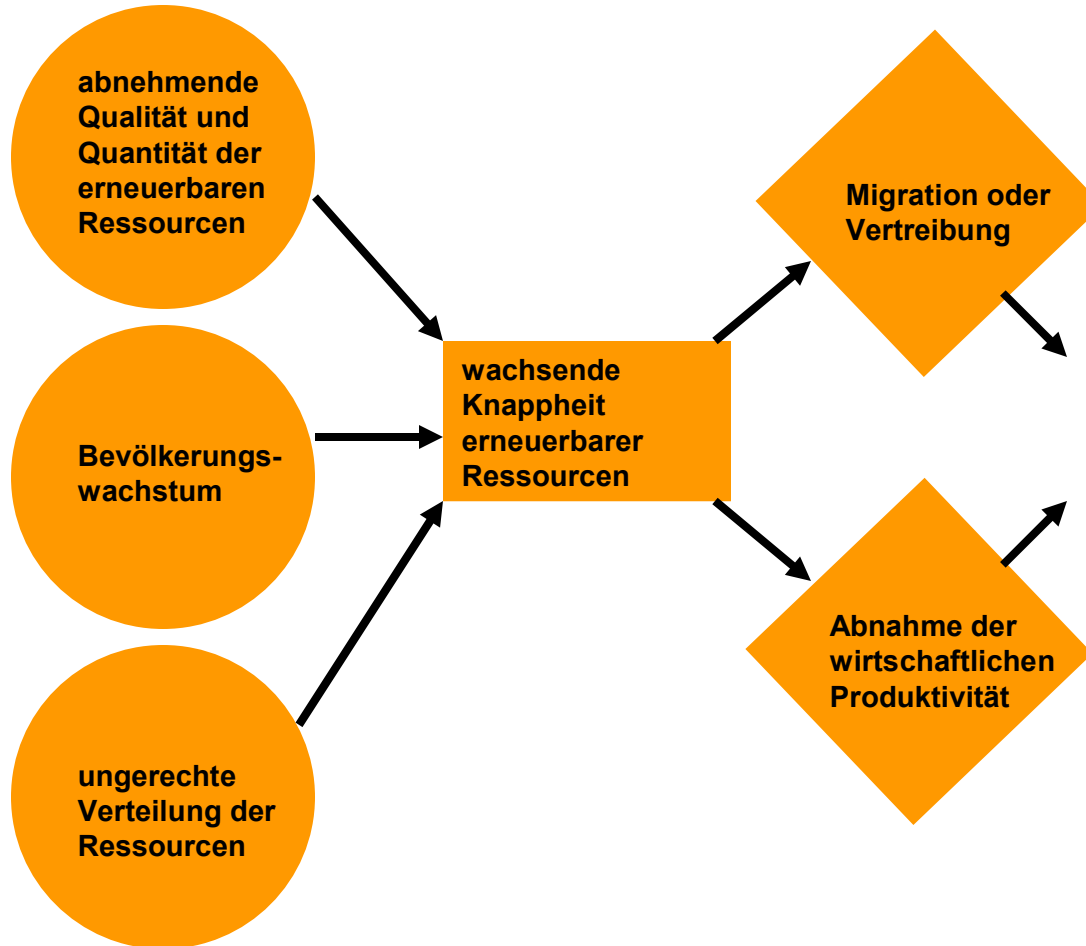 abnehmende
Qualität und
Quantität der
erneuerbaren
Ressourcen
Migration oder
Vertreibung
wachsende
Knappheit
erneuerbarer
Ressourcen
Bevölkerungs-
wachstum
Abnahme der
wirtschaftlichen
Produktivität
ungerechte
Verteilung der
Ressourcen